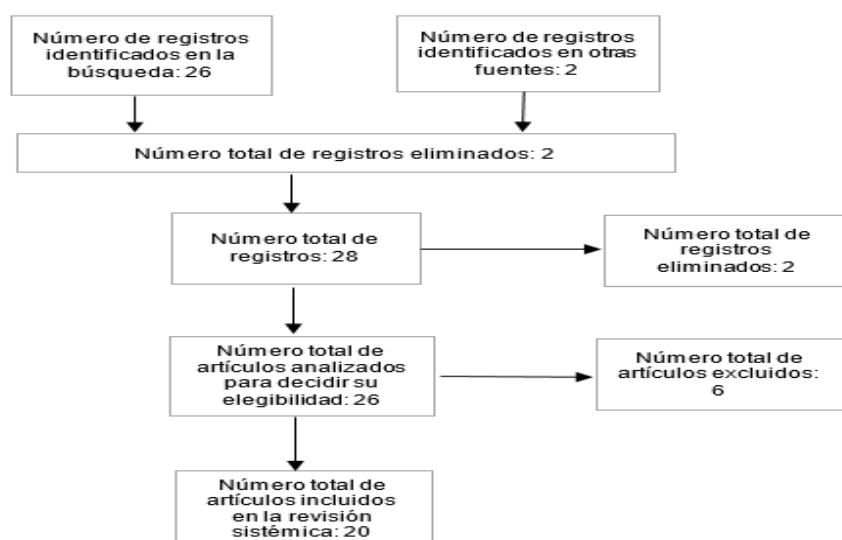 Número de registros
identificados en la
búsqueda: 26
Número de registros
identificados en otras
fuentes: 2
Número total de registros eliminados: 2
Número total de
registros: 28
Número total de
registros
eliminados: 2
Número total de
artículos analizados
para decidir su
elegibilidad: 26
Número total de
artículos excluidos:
6
Número total de
artículos incluidos
en la revisión
sistémica: 20